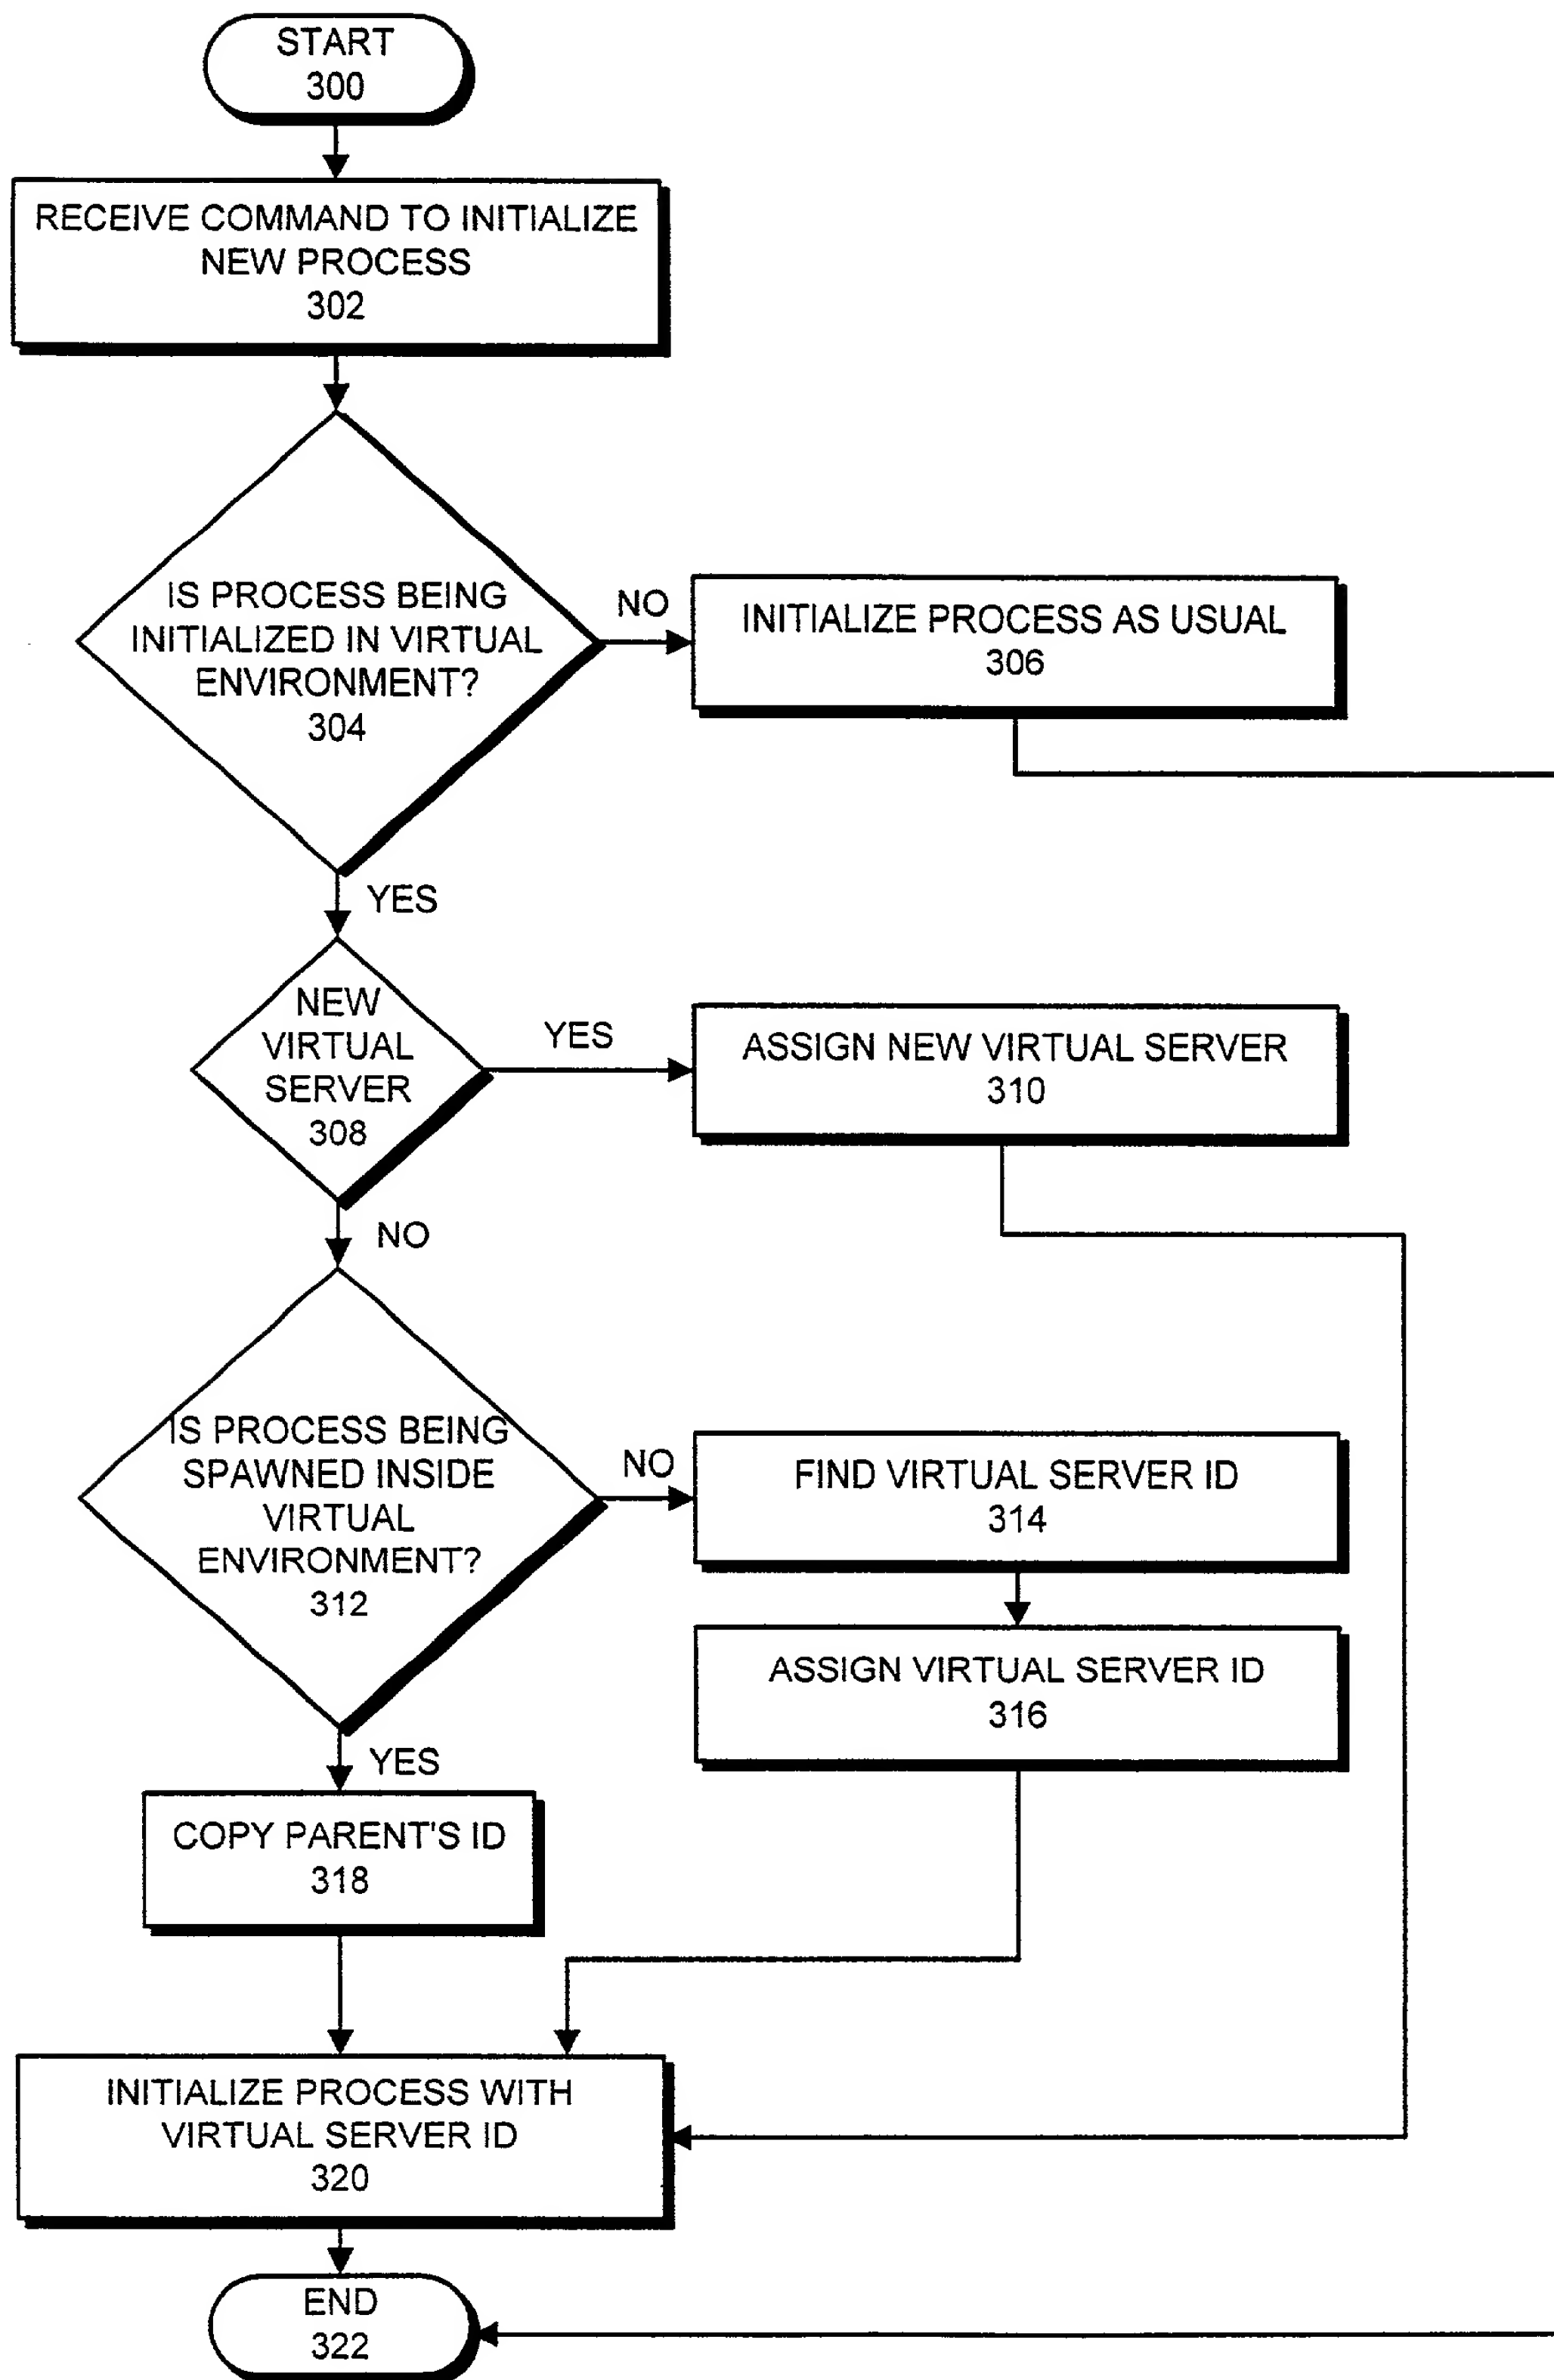 START
300
RECEIVE COMMAND TO INITIALIZE
NEW PROCESS
302
IS PROCESS BEING
INITIALIZED IN VIRTUAL
ENVIRONMENT?
304
NO
INITIALIZE PROCESS AS USUAL
306
YES
NEW
VIRTUAL
SERVER
308
YES
ASSIGN NEW VIRTUAL SERVER
310
NO
IS PROCESS BEING
SPAWNED INSIDE
VIRTUAL
ENVIRONMENT?
312
NO
FIND VIRTUAL SERVER ID
314
ASSIGN VIRTUAL SERVER ID
316
YES
COPY PARENT'S ID
318
INITIALIZE PROCESS WITH
VIRTUAL SERVER ID
320
END
322